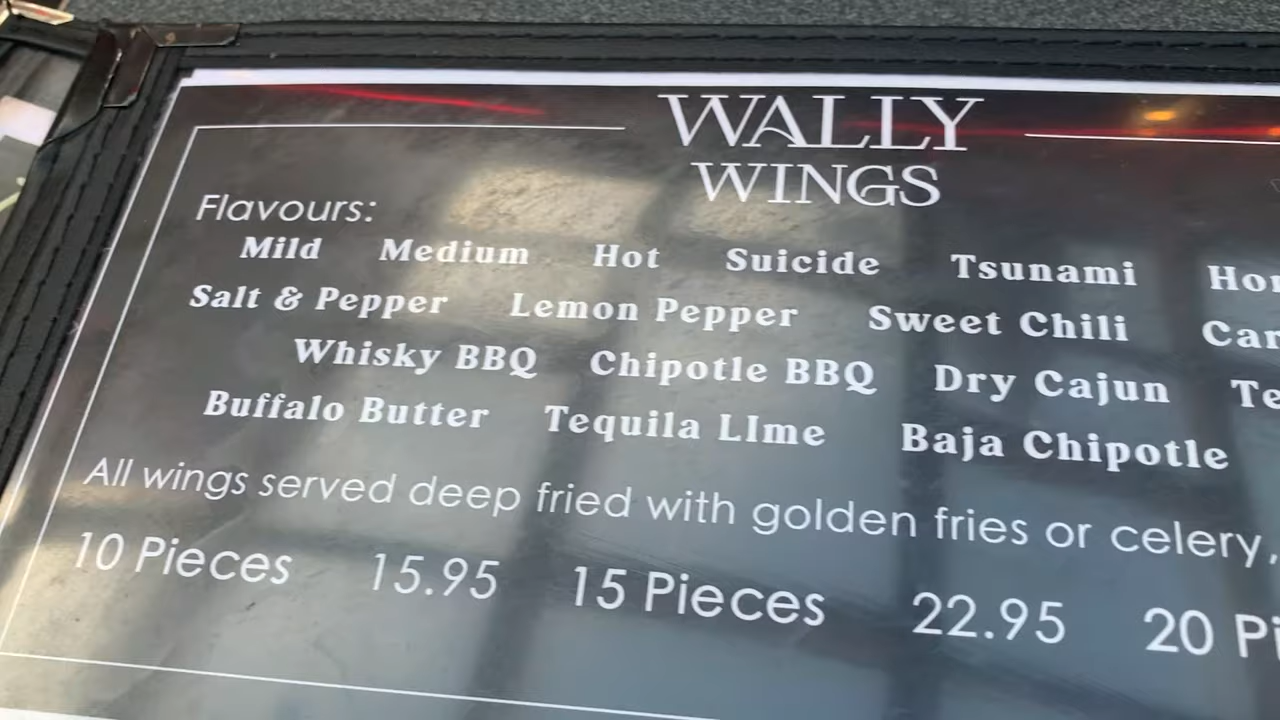 WALLY
WINGS
Flavours:
Mild Medium Hot Suicide Tsunami
Salt & Pepper Lemon Pepper Sweet Chili
Whisky BBQ Chipotle BBQ Dry Cajun
Buffalo Butter Tequila LIme Baja Chipotle
All wings served deep fried with golden fries or celery,
10 Pieces 15.95 15 Pieces 22.95 20